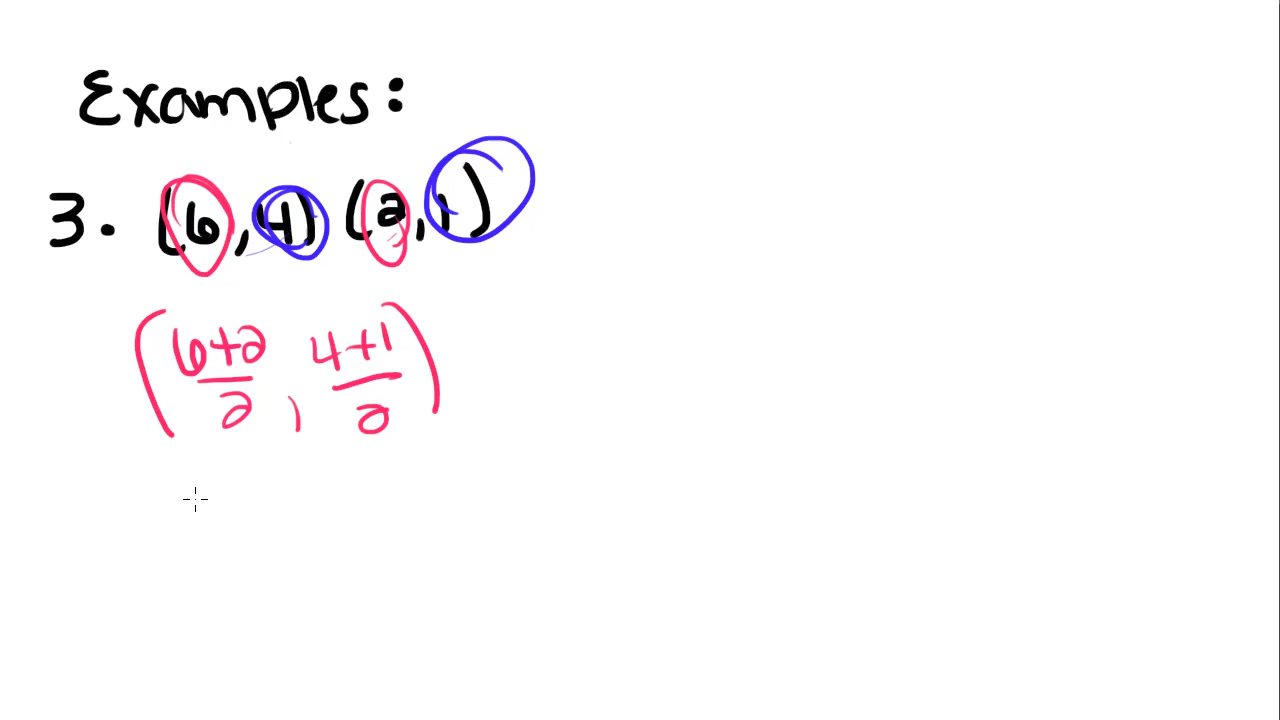 Examples:
3. (6,4) (2,1)
(6+2/2, 4+1/2)